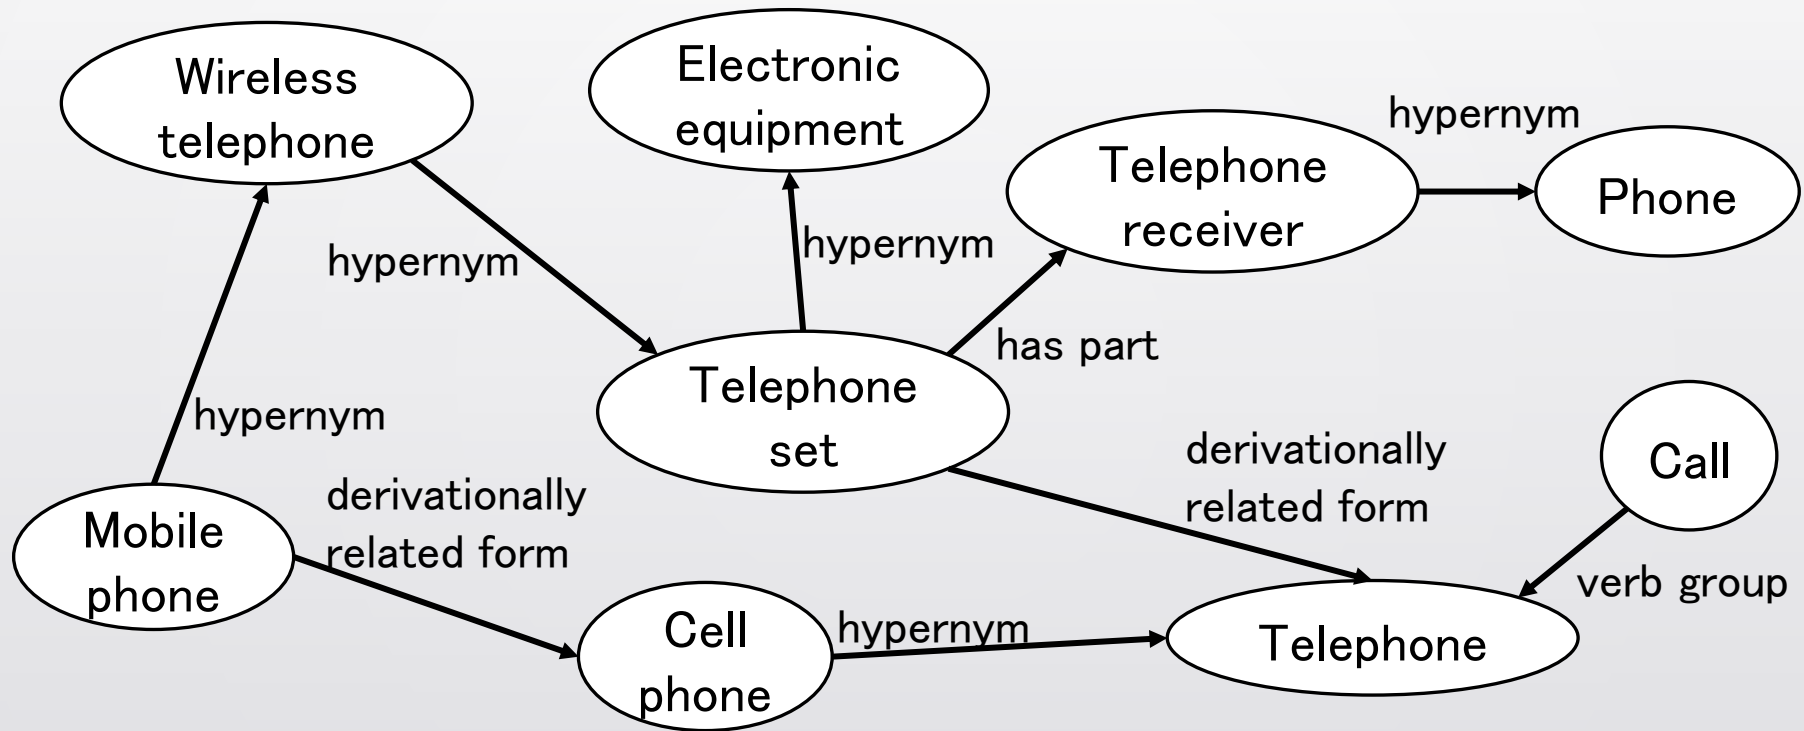 Wireless
telephone
Electronic
equipment
hypernym
Telephone
receiver
Phone
hypernym
hypernym
has part
Telephone
set
hypernym
derivationally
related form
Call
derivationally
related form
Mobile
phone
verb group
Cell
phone
hypernym
Telephone